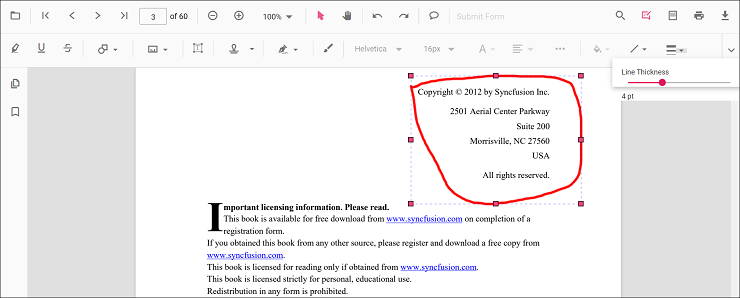 3 of 60 100% Submit Form
Helvetica 16px
Line Thickness
4 pt
Copyright © 2012 by Syncfusion Inc.
2501 Aerial Center Parkway
Suite 200
Morrisville, NC 27560
USA
All rights reserved.
Important licensing information. Please read.
This book is available for free download from www.syncfusion.com on completion of a
registration form.
If you obtained this book from any other source, please register and download a free copy from
www.syncfusion.com.
This book is licensed for reading only if obtained from www.syncfusion.com.
This book is licensed strictly for personal, educational use.
Redistribution in any form is prohibited.